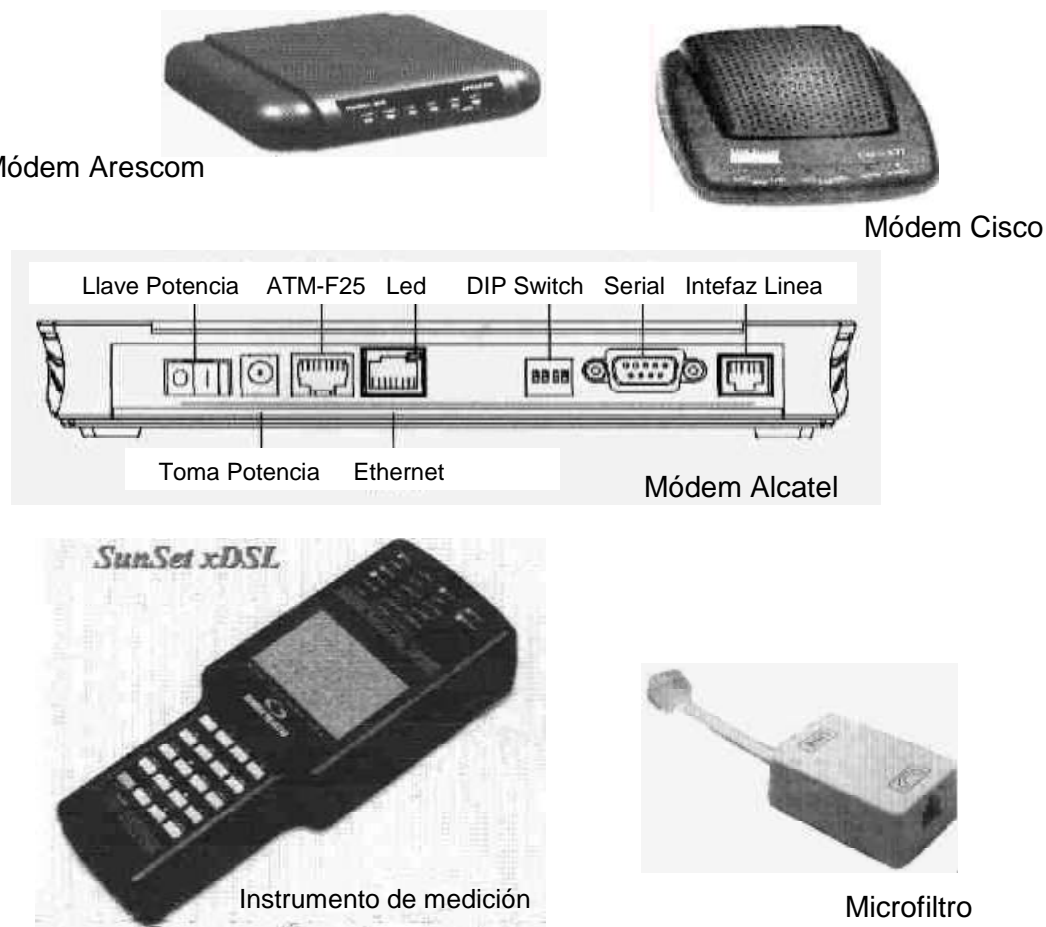 Módem Arescom
Módem Cisco
Llave Potencia ATM-F25 Led DIP Switch Serial Intefaz Linea
Toma Potencia Ethernet
Módem Alcatel
SunSet xDSL
Instrumento de medición
Microfiltro